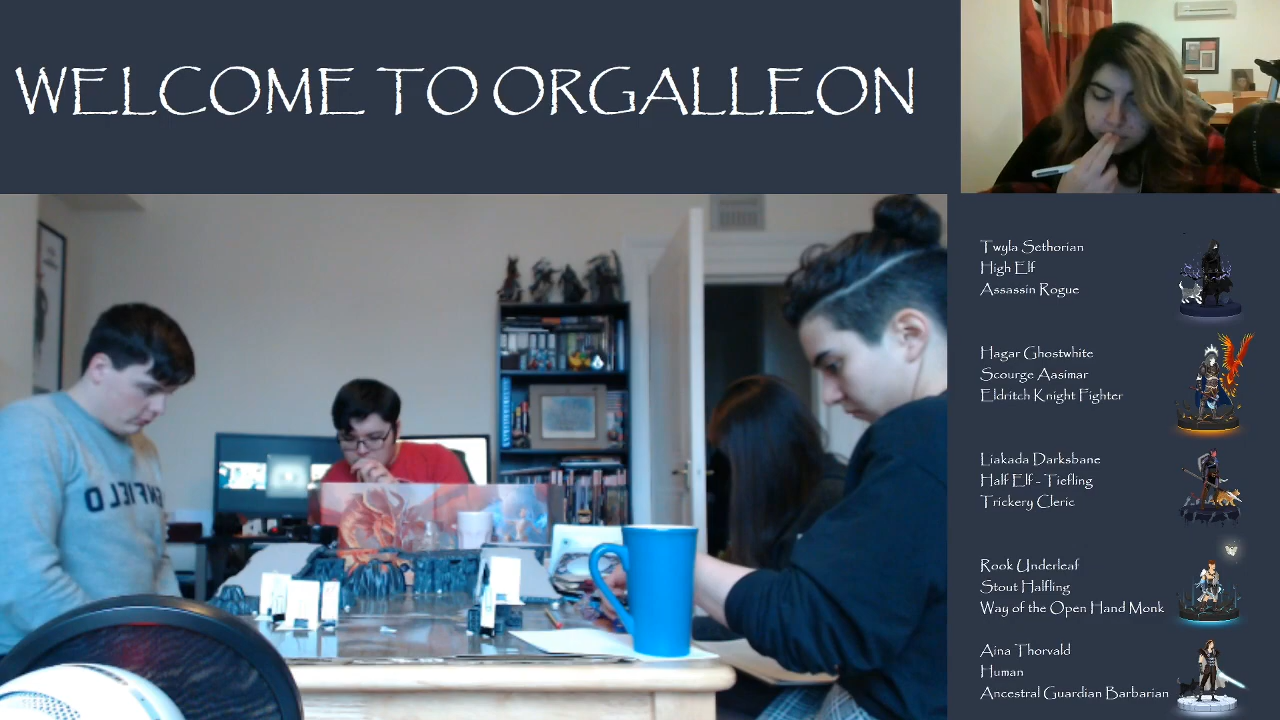 WELCOME TO ORGALLEON
Twyla Sethorian
High Elf
Assassin Rogue
Hagar Ghostwhite
Scourge Aasimar
Eldritch Knight Fighter
Liakada Darksbane
Half Elf - Tiefling
Trickery Cleric
Rook Underleaf
Stout Halfling
Way of the Open Hand Monk
Aina Thorvald
Human
Ancestral Guardian Barbarian